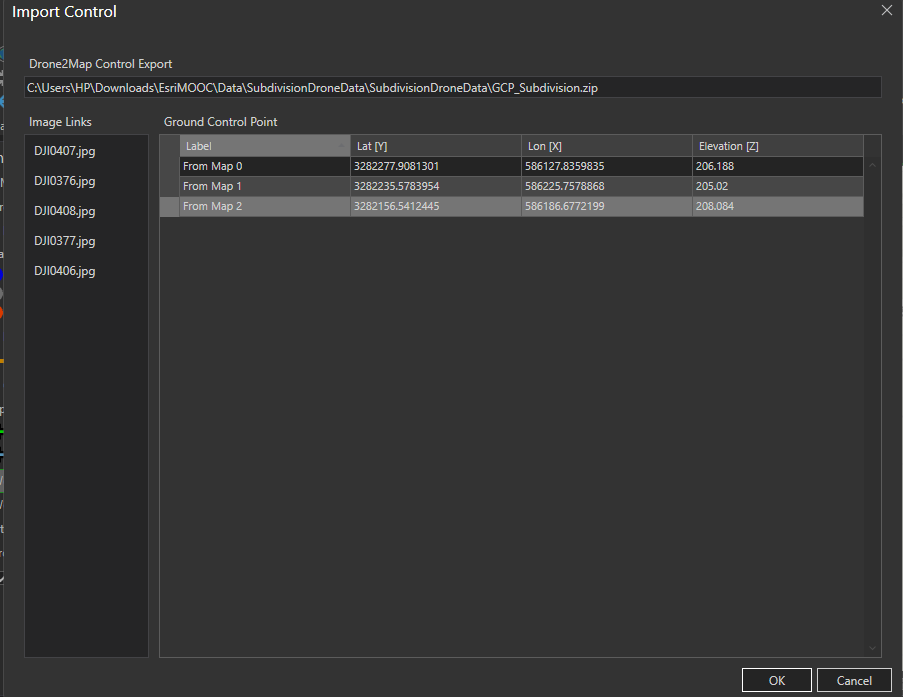 Import Control
Drone2Map Control Export
C:\Users\HP\Downloads\EsriMOOC\Data\SubdivisionDroneData\SubdivisionDroneData\GCP_Subdivision.zip
Image Links
Ground Control Point
DJI0407.jpg
DJI0376.jpg
DJI0408.jpg
DJI0377.jpg
DJI0406.jpg
Label Lat [Y] Lon [X] Elevation [Z]
From Map 0 3282277.9081301 586127.8359835 206.188
From Map 1 3282235.5783954 586225.7578868 205.02
From Map 2 3282156.5412445 586186.6772199 208.084
OK Cancel